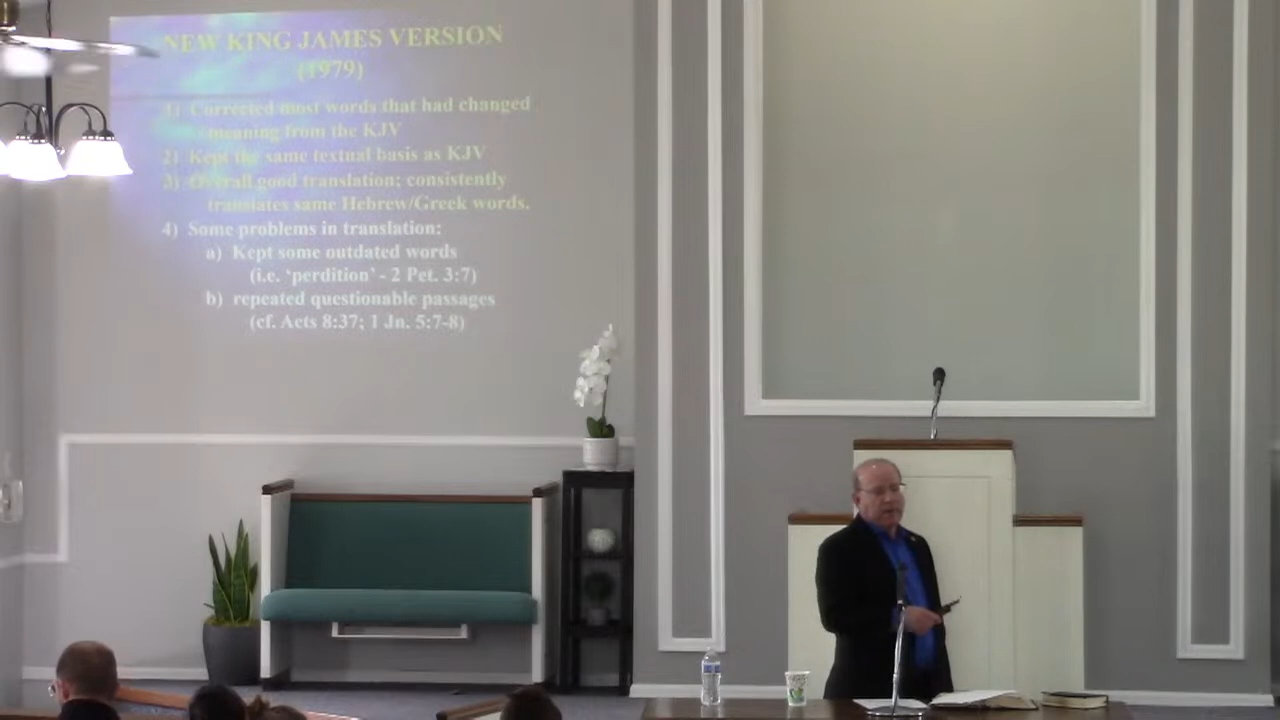 NEW KING JAMES VERSION
(1979)
1) Corrected most words that had changed
meaning from the KJV
2) Kept the same textual basis as KJV
3) Overall good translation; consistently
translates same Hebrew/Greek words.
4) Some problems in translation:
a) Kept some outdated words
(i.e. 'perdition' - 2 Pet. 3:7)
b) repeated questionable passages
(cf. Acts 8:37; 1 Jn. 5:7-8)